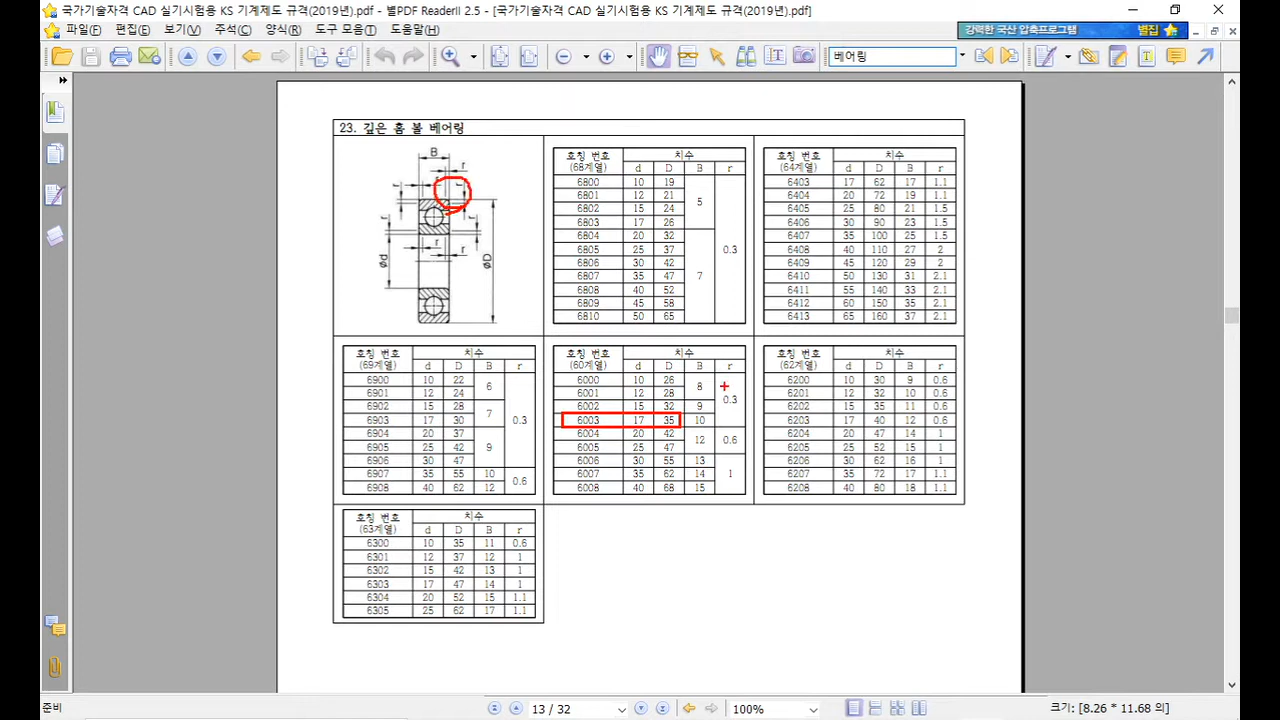 국가기술자격 CAD 실기시험용 KS 기계제도 규격(2019년).pdf - 별PDF ReaderII 2.5 - [국가기술자격 CAD 실기시험용 KS 기계제도 규격(2019년).pdf]
파일(F) 편집(E) 보기(V) 주석(C) 양식(R) 도구 모음(T) 도움말(H) 강력한 국산 압축프로그램 별집
베어링
23. 깊은 홈 볼 베어링
B
r
r
r
r
r
r
r
r
ød
øD
호칭 번호 치수
(68계열) d D B r
6800 10 19
6801 12 21
6802 15 24 5
6803 17 26
6804 20 32
6805 25 37 0.3
6806 30 42
6807 35 47 7
6808 40 52
6809 45 58
6810 50 65
호칭 번호 치수
(64계열) d D B r
6403 17 62 17 1.1
6404 20 72 19 1.1
6405 25 80 21 1.5
6406 30 90 23 1.5
6407 35 100 25 1.5
6408 40 110 27 2
6409 45 120 29 2
6410 50 130 31 2.1
6411 55 140 33 2.1
6412 60 150 35 2.1
6413 65 160 37 2.1
호칭 번호 치수
(69계열) d D B r
6900 10 22 6
6901 12 24
6902 15 28 7
6903 17 30 0.3
6904 20 37
6905 25 42 9
6906 30 47
6907 35 55 10 0.6
6908 40 62 12
호칭 번호 치수
(60계열) d D B r
6000 10 26 8
6001 12 28 0.3
6002 15 32 9
6003 17 35 10
6004 20 42 12 0.6
6005 25 47
6006 30 55 13
6007 35 62 14 1
6008 40 68 15
호칭 번호 치수
(62계열) d D B r
6200 10 30 9 0.6
6201 12 32 10 0.6
6202 15 35 11 0.6
6203 17 40 12 0.6
6204 20 47 14 1
6205 25 52 15 1
6206 30 62 16 1
6207 35 72 17 1.1
6208 40 80 18 1.1
호칭 번호 치수
(63계열) d D B r
6300 10 35 11 0.6
6301 12 37 12 1
6302 15 42 13 1
6303 17 47 14 1
6304 20 52 15 1.1
6305 25 62 17 1.1
준비 13 / 32 100% 크기: [8.26 * 11.68 의]